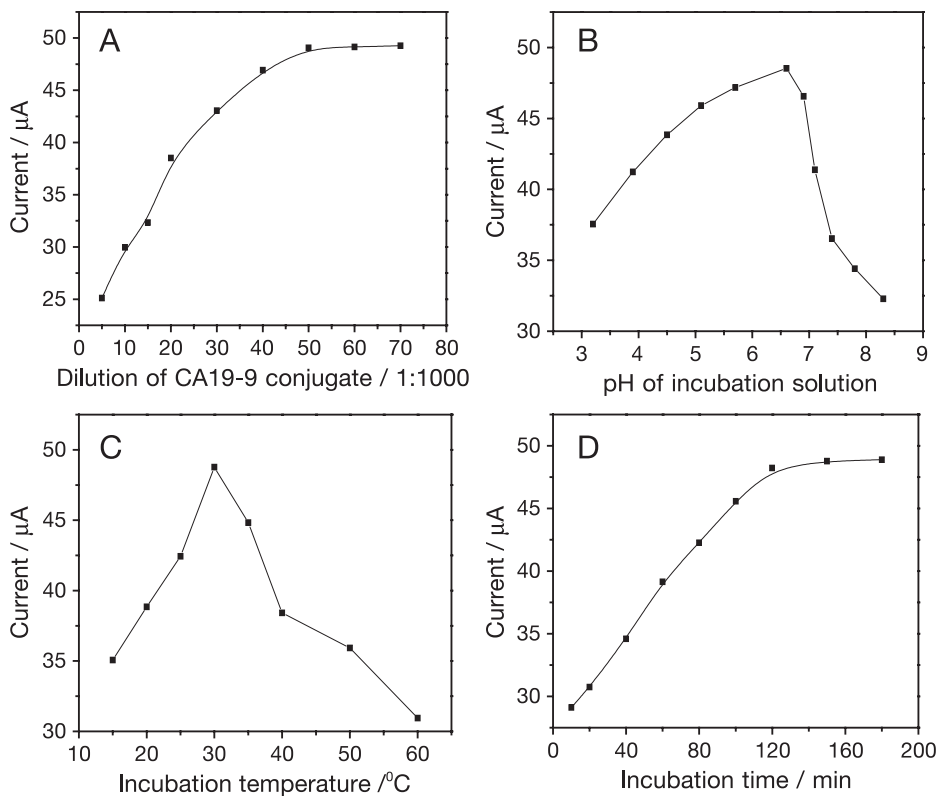 A
50
45
40
35
30
25
Current / μA
0 10 20 30 40 50 60 70 80
Dilution of CA19-9 conjugate / 1:1000
B
50
45
40
35
30
Current / μA
3 4 5 6 7 8 9
pH of incubation solution
C
50
45
40
35
30
Current / μA
10 20 30 40 50 60
Incubation temperature /⁰C
D
50
45
40
35
30
Current / μA
0 40 80 120 160 200
Incubation time / min